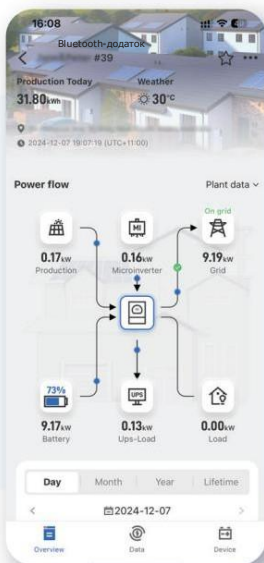 16:08
Bluetooth-додаток
#39
Production Today
Weather
31.80kWh
30°C
2024-12-07 19:07:19 (UTC+11:00)
Power flow
Plant data
On grid
MI
0.17kW
0.16kW
9.19kW
Production
Microinverter
Grid
73%
UPS
9.17kW
0.13kW
0.00kW
Battery
Ups-Load
Load
Day
Month
Year
Lifetime
2024-12-07
Overview
Data
Device